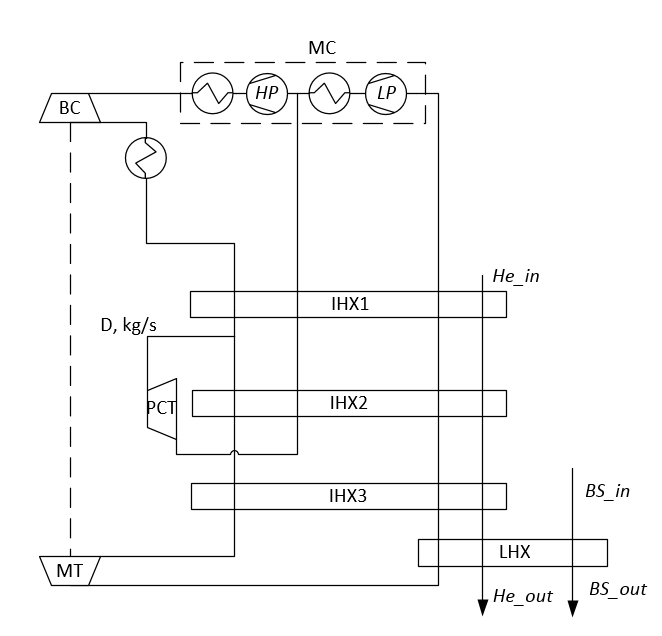 MC
BC
HP
LP
He_in
IHX1
D, kg/s
PCT
IHX2
IHX3
BS_in
LHX
MT
He_out
BS_out